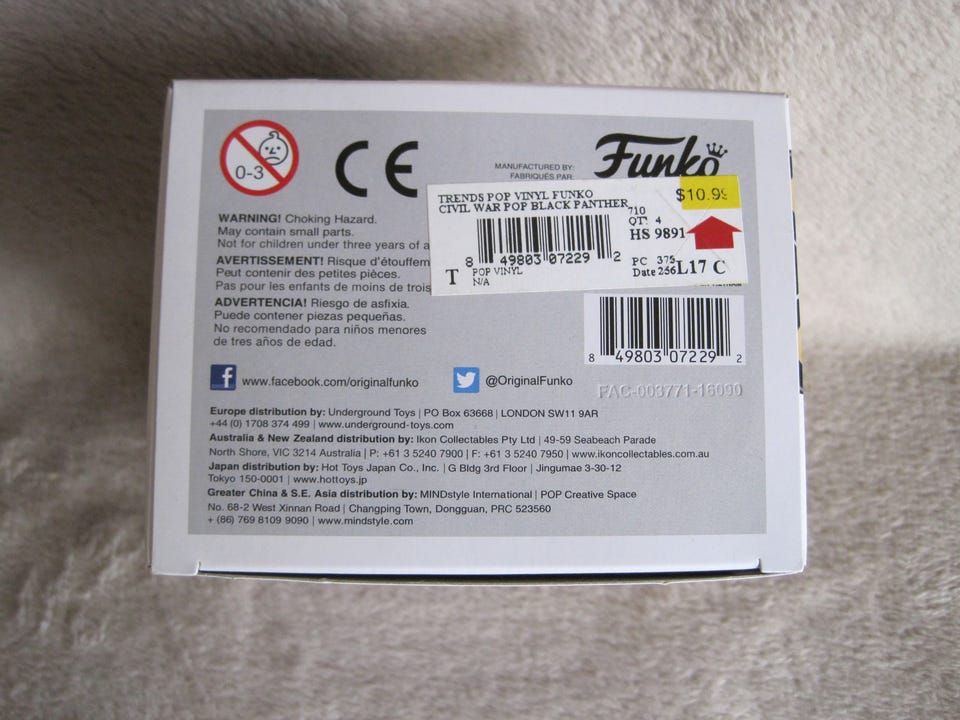 0-3
CE
MANUFACTURED BY:
FABRIQUÉS PAR
Funko
TRENDS POP VINYL FUNKO
CIVIL WAR POP BLACK PANTHER
$10.99
710
QTY 4
HS 9891
8 49803 07229 2
PC 375
T POP VINYL
N/A
Date 266
L17 C
WARNING! Choking Hazard.
May contain small parts.
Not for children under three years of a
AVERTISSEMENT! Risque d'étouffem
Peut contenir des petites pièces.
Pas pour les enfants de moins de trois
ADVERTENCIA! Riesgo de asfixia.
Puede contener piezas pequeñas.
No recomendado para niños menores
de tres años de edad.
8 49803 07229 2
f www.facebook.com/originalfunko
@OriginalFunko
FAC-003771-16090
Europe distribution by: Underground Toys | PO Box 63668 | LONDON SW11 9AR
+44 (0) 1708 374 499 | www.underground-toys.com
Australia & New Zealand distribution by: Ikon Collectables Pty Ltd | 49-59 Seabeach Parade
North Shore, VIC 3214 Australia | P: +61 3 5240 7900 | F: +61 3 5240 7950 | www.ikoncollectables.com.au
Japan distribution by: Hot Toys Japan Co., Inc. | G Bldg 3rd Floor | Jingumae 3-30-12
Tokyo 150-0001 | www.hottoys.jp
Greater China & S.E. Asia distribution by: MINDstyle International | POP Creative Space
No. 68-2 West Xinnan Road | Changping Town, Dongguan, PRC 523560
+ (86) 769 8109 9090 | www.mindstyle.com